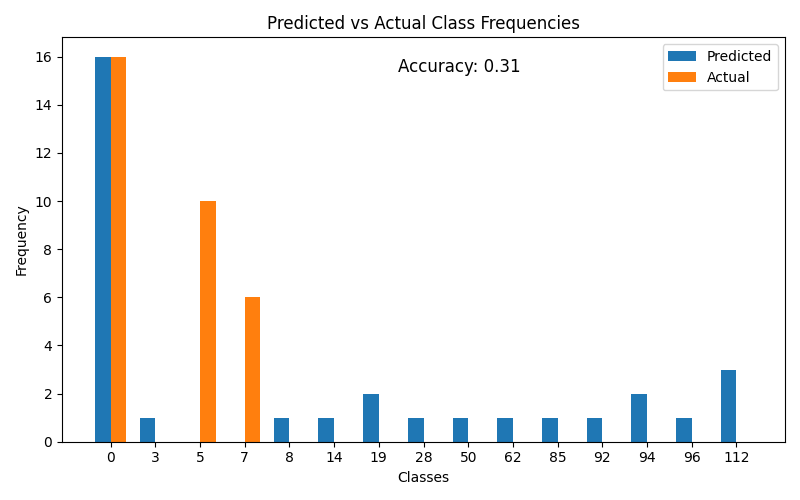 Predicted vs Actual Class Frequencies
Accuracy: 0.31
Predicted
Actual
Frequency
16
14
12
10
8
6
4
2
0
0 3 5 7 8 14 19 28 50 62 85 92 94 96 112
Classes